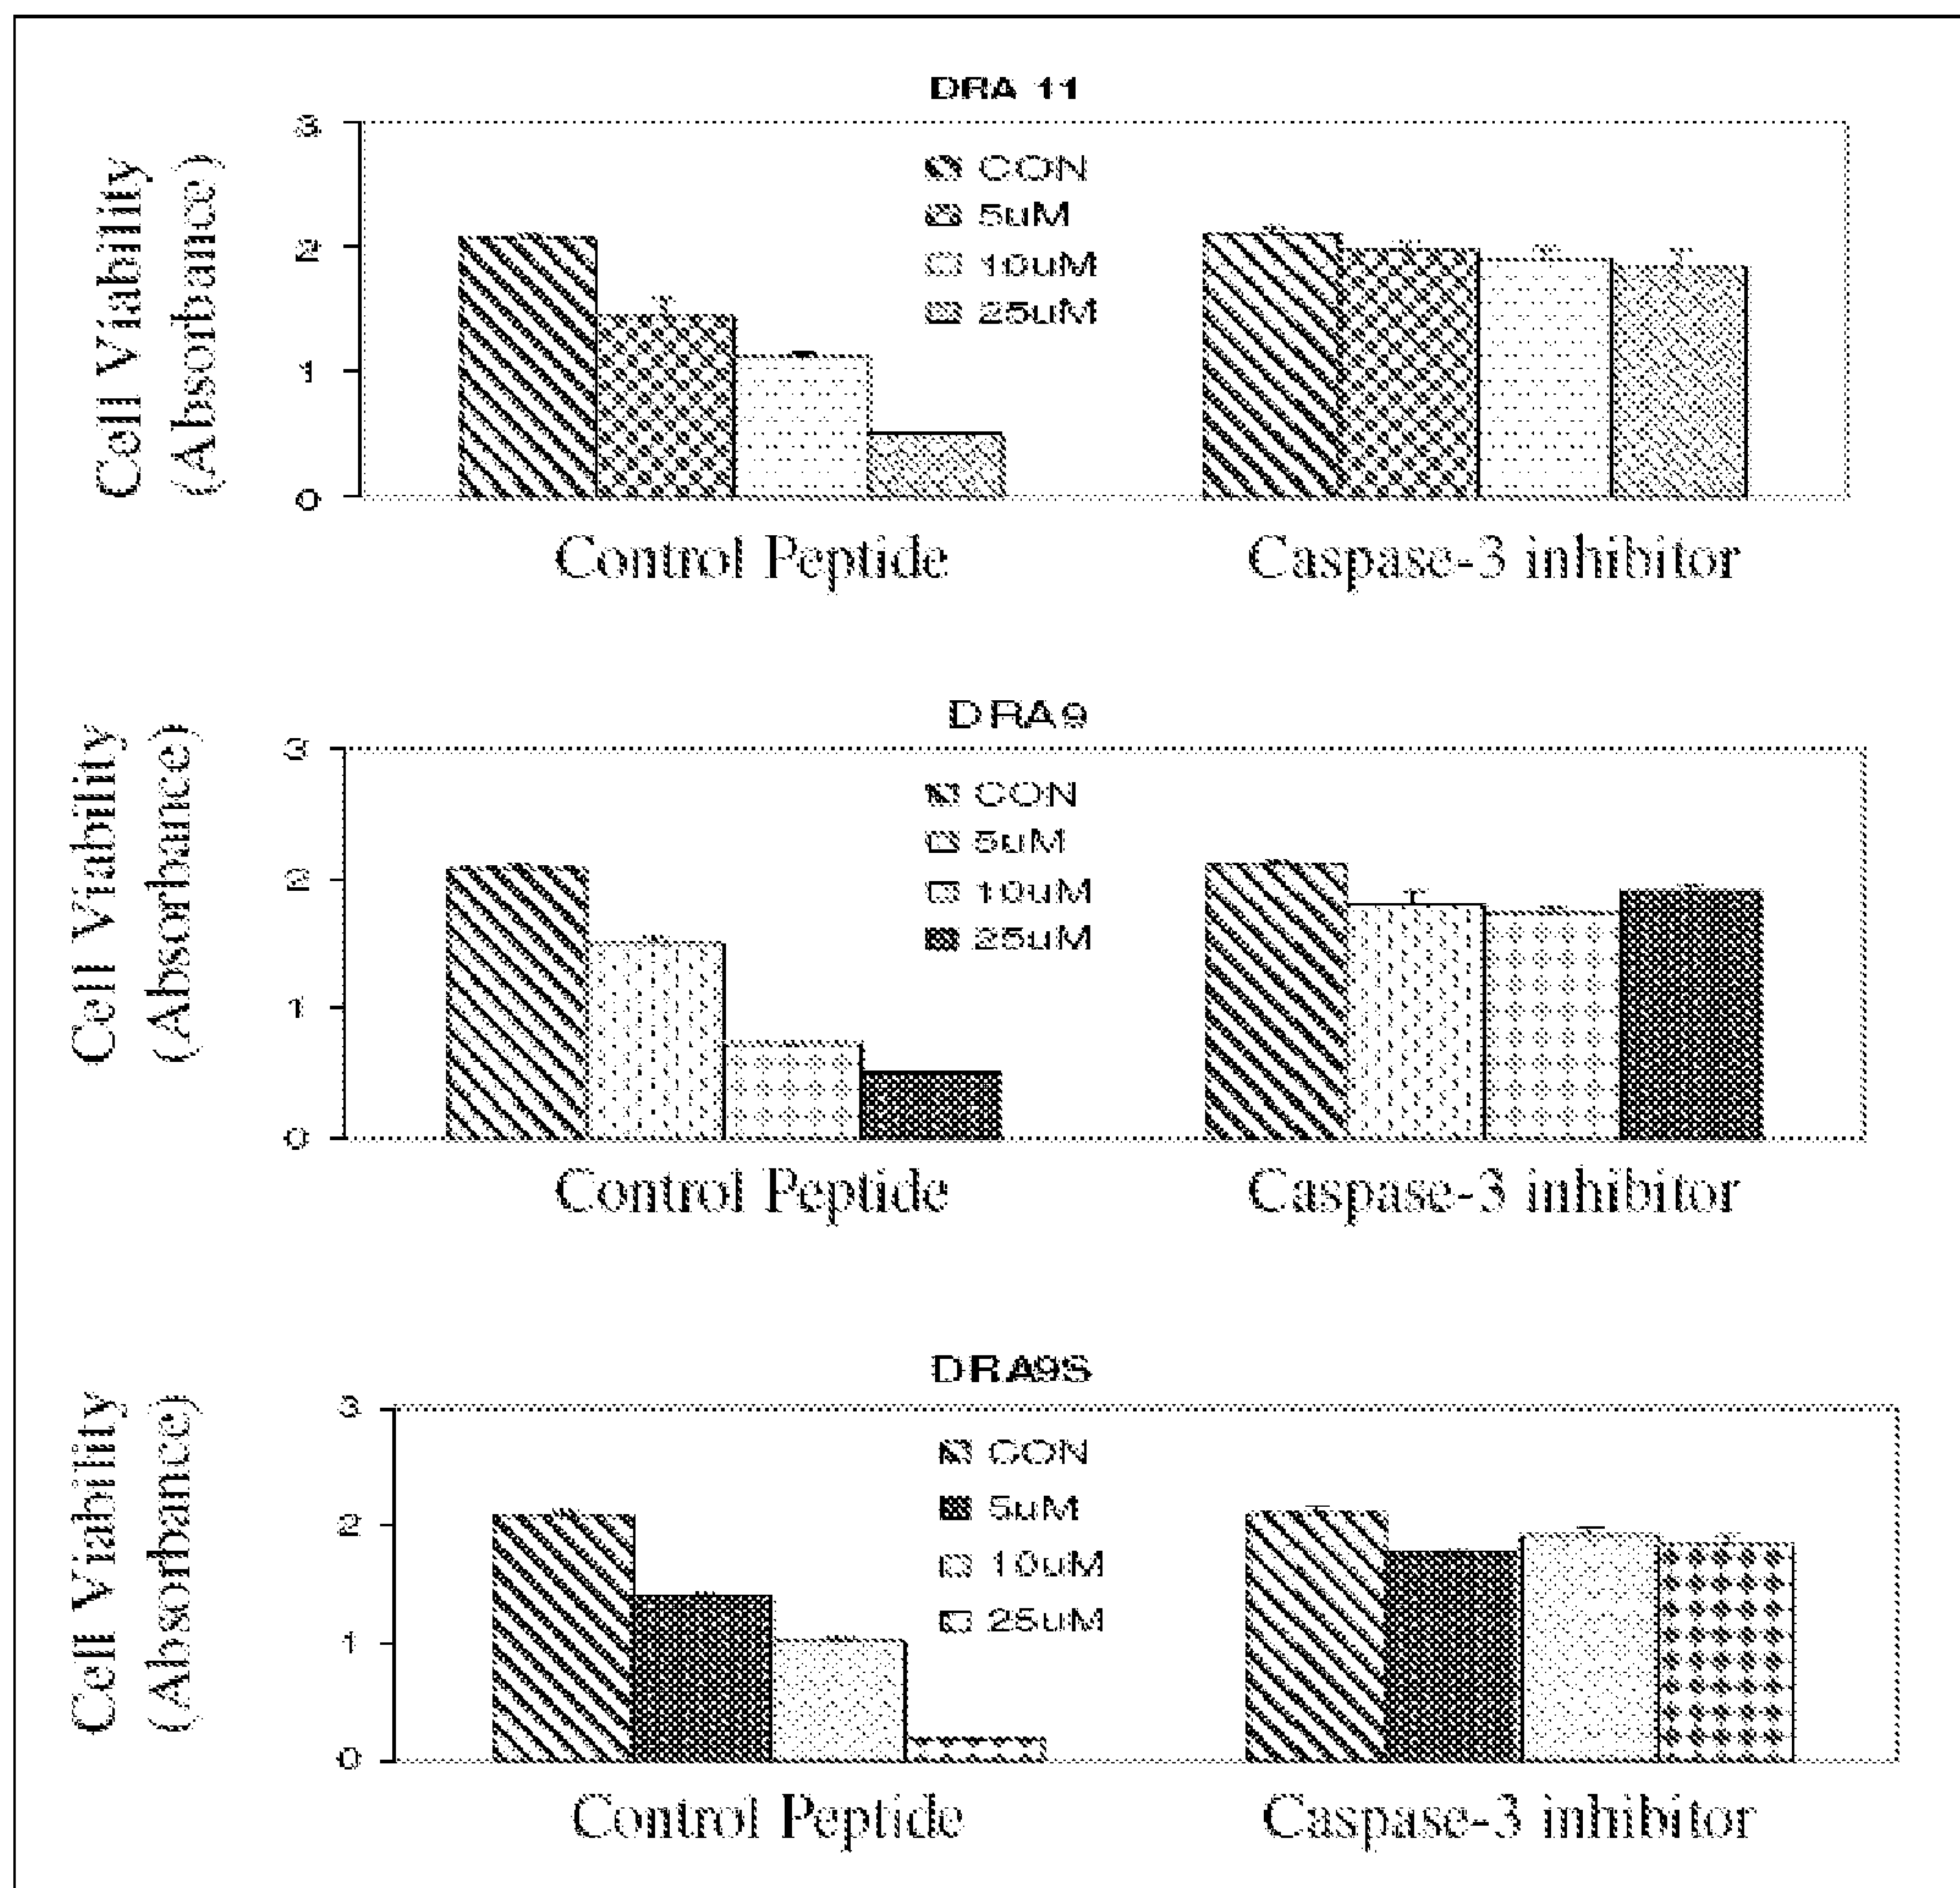 DRA 11
Cell Viability
(Absorbance)
3
2
1
0
CON
5uM
10uM
25uM
Control Peptide
Caspase-3 inhibitor
DRA9
Cell Viability
(Absorbance)
3
2
1
0
CON
5uM
10uM
25uM
Control Peptide
Caspase-3 inhibitor
DRA9S
Cell Viability
(Absorbance)
3
2
1
0
CON
5uM
10uM
25uM
Control Peptide
Caspase-3 inhibitor